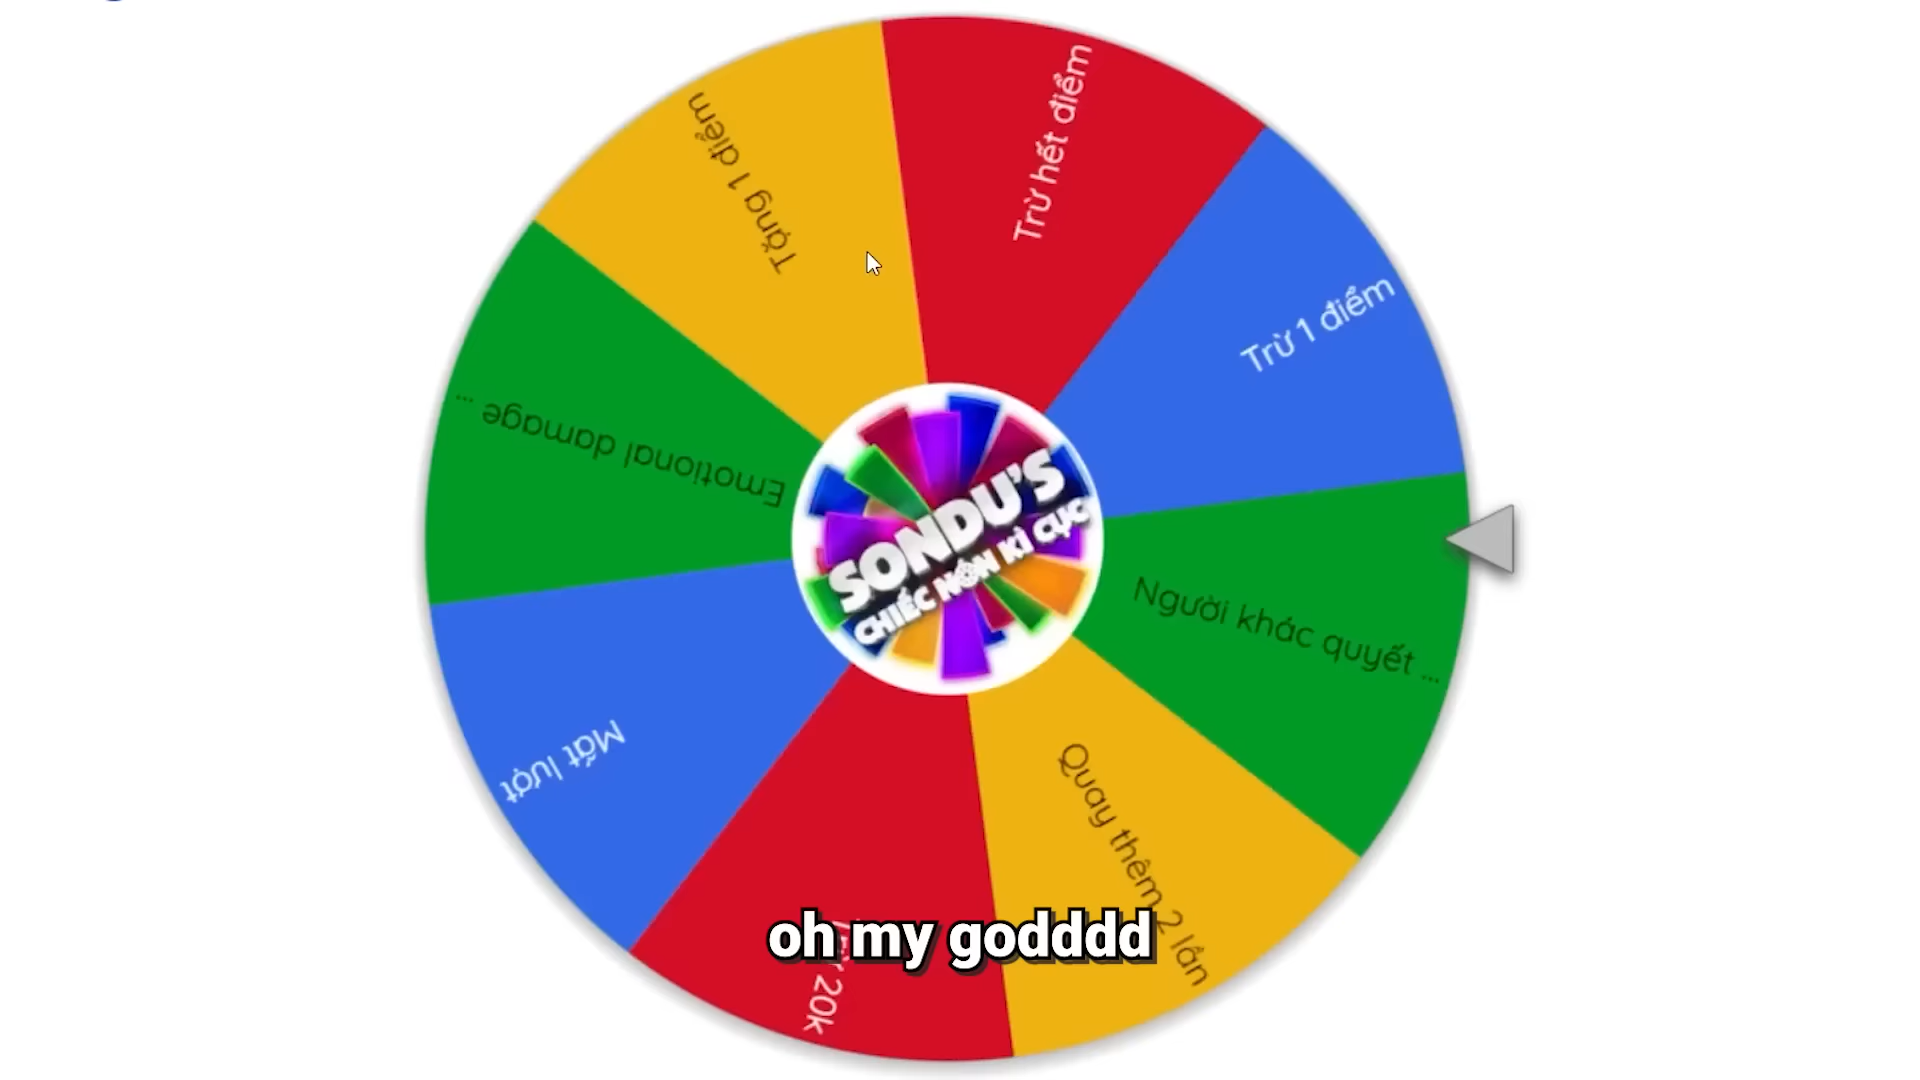 Trừ hết điểm
Tặng 1 điểm
Trừ 1 điểm
Emotional damage ...
SONDU'S
CHIẾC NÓN KÌ CỤC
Người khác quyết ...
Mất lượt
Quay thêm 2 lần
20k
oh my godddd